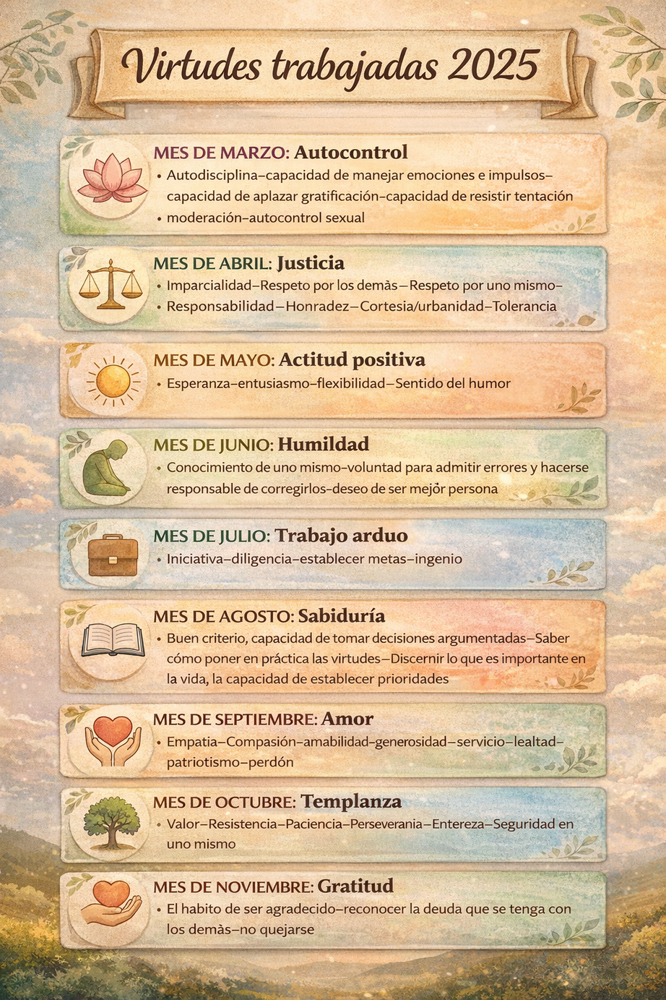 Virtudes trabajadas 2025
MES DE MARZO: Autocontrol
• Autodisciplina–capacidad de manejar emociones e impulsos–
capacidad de aplazar gratificación–capacidad de resistir tentación
• moderación–autocontrol sexual
MES DE ABRIL: Justicia
• Imparcialidad–Respeto por los demàs–Respeto por uno mismo–
• Responsabilidad–Honradez–Cortesia/urbanidad–Tolerancia
MES DE MAYO: Actitud positiva
• Esperanza–entusiasmo–flexibilidad–Sentido del humor
MES DE JUNIO: Humildad
• Conocimiento de uno mismo–voluntad para admitir errores y hacerse
responsable de corregirlos–deseo de ser mejor persona
MES DE JULIO: Trabajo arduo
• Iniciativa–diligencia–establecer metas–ingenio
MES DE AGOSTO: Sabiduría
• Buen criterio, capacidad de tomar decisiones argumentadas–Saber
cómo poner en práctica las virtudes–Discernir lo que es importante en
la vida, la capacidad de establecer prioridades
MES DE SEPTIEMBRE: Amor
• Empatia–Compasión–amabilidad–generosidad–servicio–lealtad–
patriotismo–perdón
MES DE OCTUBRE: Templanza
• Valor–Resistencia–Paciencia–Perseverania–Entereza–Seguridad en
uno mismo
MES DE NOVIEMBRE: Gratitud
• El habito de ser agradecido–reconocer la deuda que se tenga con
los demàs–no quejarse